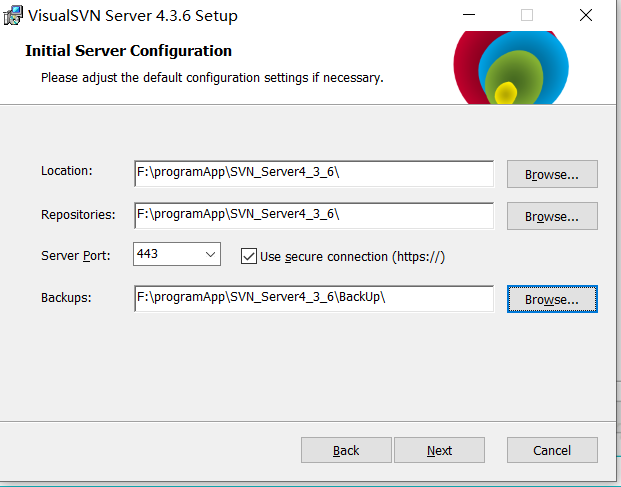 VisualSVN Server 4.3.6 Setup
Initial Server Configuration
Please adjust the default configuration settings if necessary.
Location: F:\programApp\SVN_Server4_3_6\ Browse...
Repositories: F:\programApp\SVN_Server4_3_6\ Browse...
Server Port: 443 Use secure connection (https://)
Backups: F:\programApp\SVN_Server4_3_6\BackUp\ Browse...
Back Next Cancel